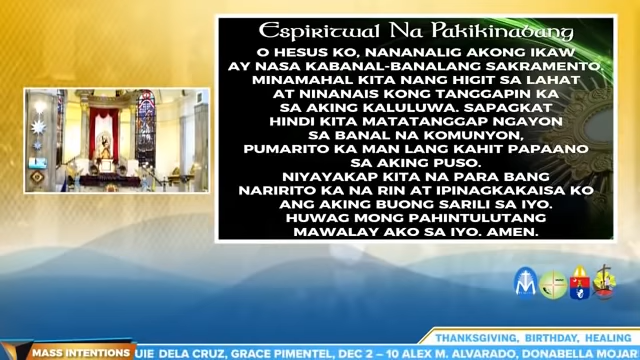 Espiritwal Na Pakikinabang
O HESUS KO, NANANALIG AKONG IKAW
AY NASA KABANAL-BANALANG SAKRAMENTO,
MINAMAHAL KITA NANG HIGIT SA LAHAT
AT NINANAIS KONG TANGGAPIN KA
SA AKING KALULUWA. SAPAGKAT
HINDI KITA MATATANGGAP NGAYON
SA BANAL NA KOMUNYON,
PUMARITO KA MAN LANG KAHIT PAPAANO
SA AKING PUSO.
NIYAYAKAP KITA NA PARA BANG
NARIRITO KA NA RIN AT IPINAGKAKAISA KO
ANG AKING BUONG SARILI SA IYO.
HUWAG MONG PAHINTULUTANG
MAWALAY AKO SA IYO. AMEN.
THANKSGIVING, BIRTHDAY, HEALING
MASS INTENTIONS UIE DELA CRUZ, GRACE PIMENTEL, DEC 2 – 10 ALEX M. ALVARADO, DONABELLA MOJAR